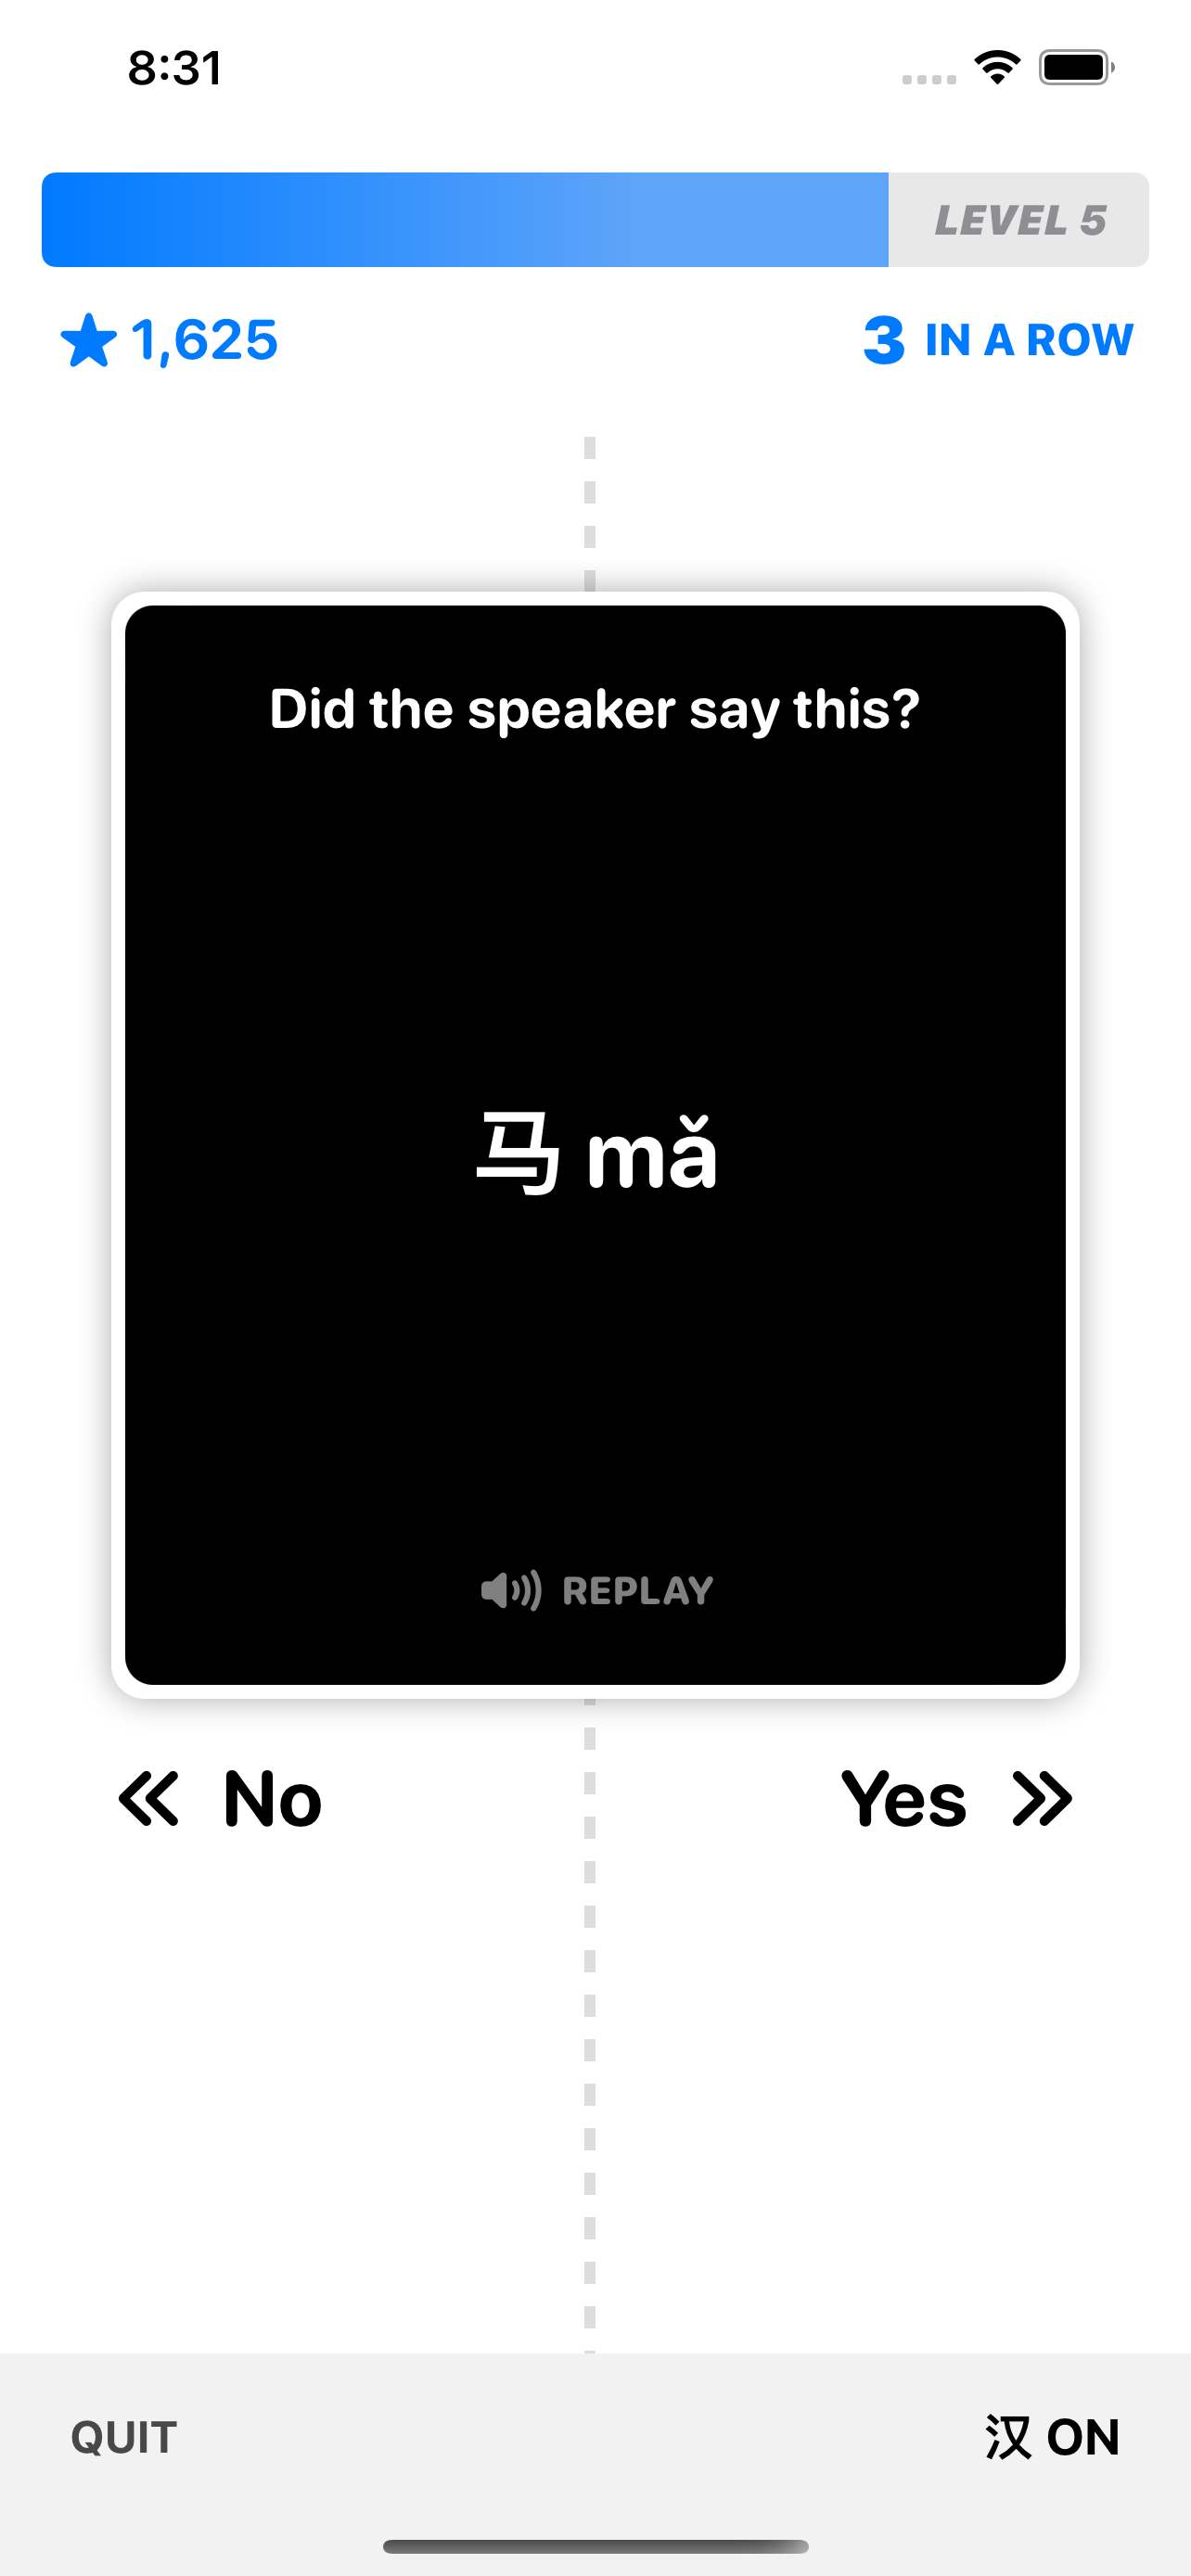 8:31
LEVEL 5
1,625
3 IN A ROW
Did the speaker say this?
马 mǎ
REPLAY
No
Yes
QUIT
汉 ON